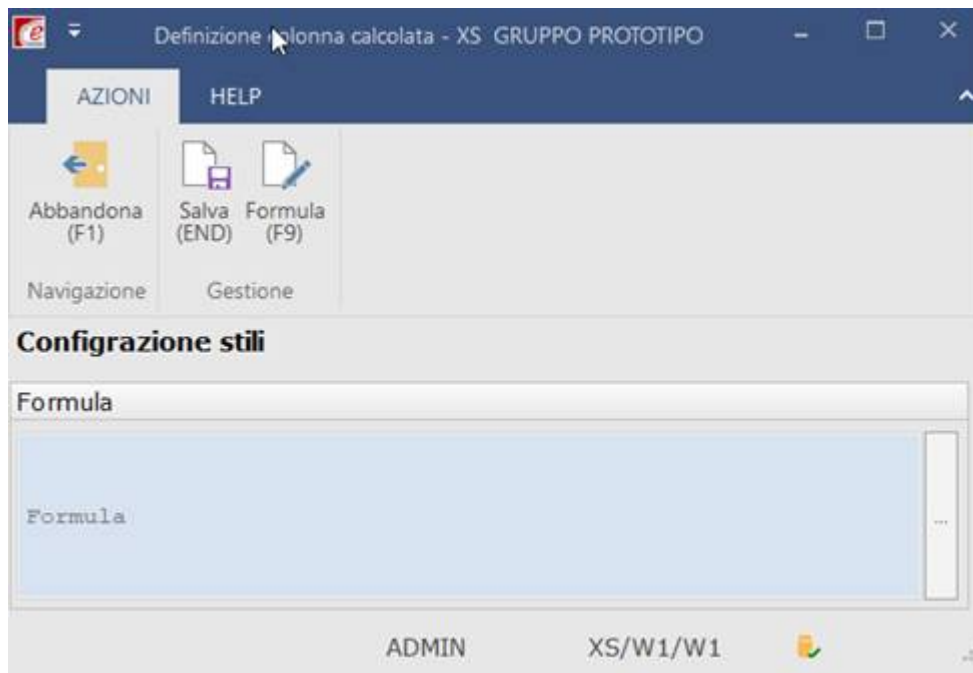 Definizione colonna calcolata - XS GRUPPO PROTOTIPO
AZIONI HELP
Abbandona (F1)
Salva (END)
Formula (F9)
Navigazione Gestione
Configrazione stili
Formula
Formula
...
ADMIN XS/W1/W1